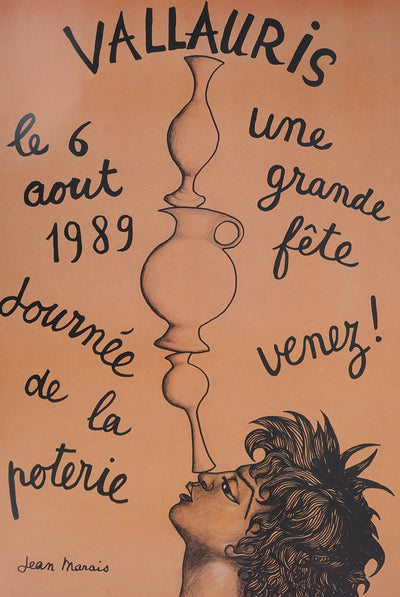 VALLAURIS
le 6
aout
1989
une
grande
fête
venez!
Journée
de la
poterie
Jean Marais